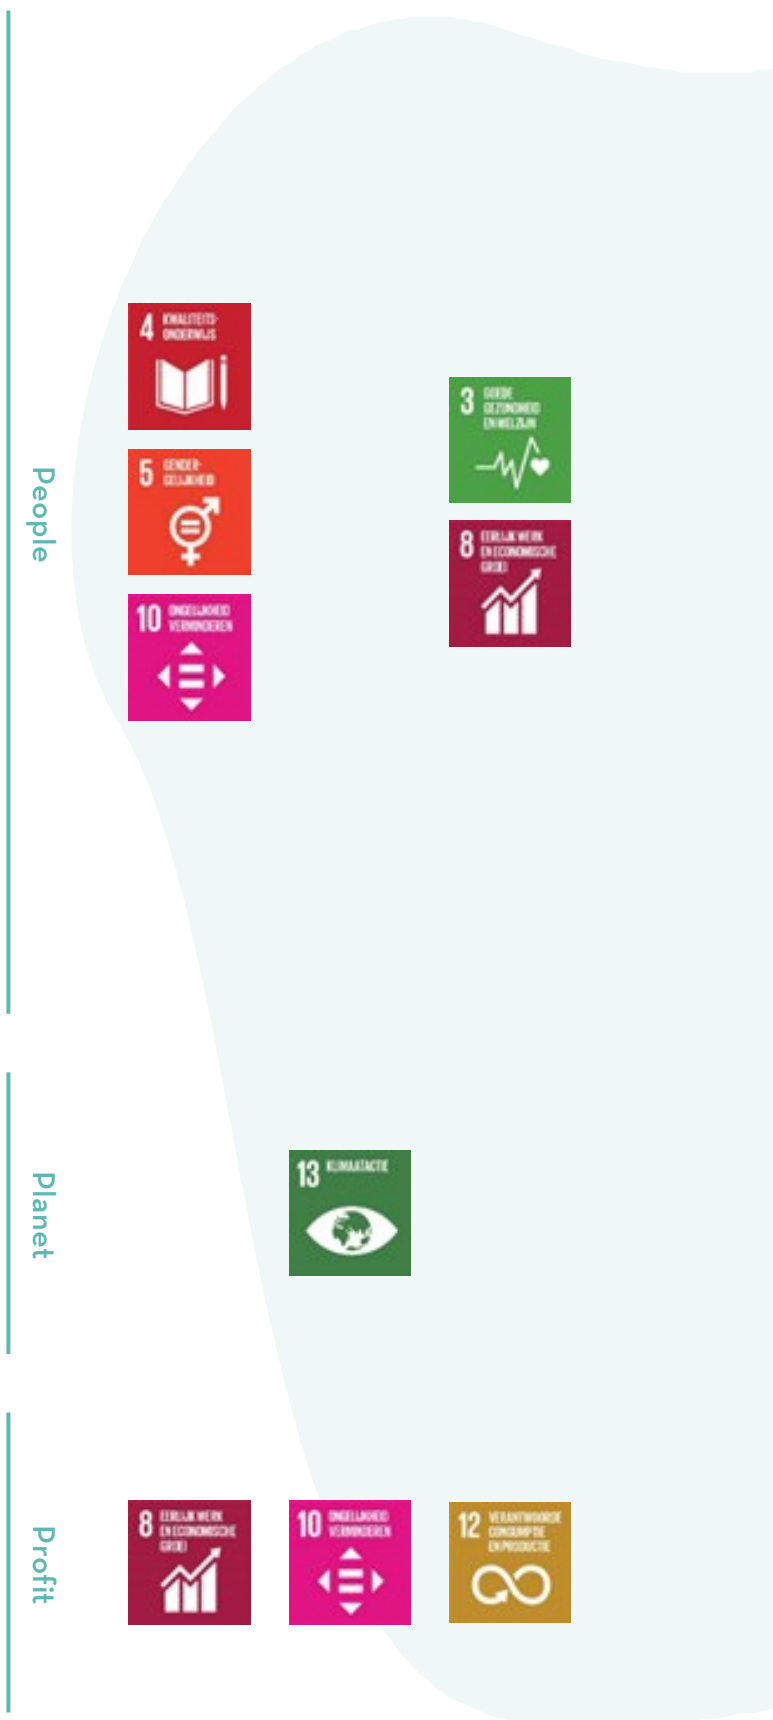 People
4 KWALITEITS-
ONDERWIJS
5 GENDER-
GELIJKHEID
10 ONGELIJKHEID
VERMINDEREN
3 GOEDE
GEZONDHEID
EN WELZIJN
8 EERLIJK WERK
EN ECONOMISCHE
GROEI
Planet
13 KLIMAATACTIE
Profit
8 EERLIJK WERK
EN ECONOMISCHE
GROEI
10 ONGELIJKHEID
VERMINDEREN
12 VERANTWOORDE
CONSUMPTIE
EN PRODUCTIE